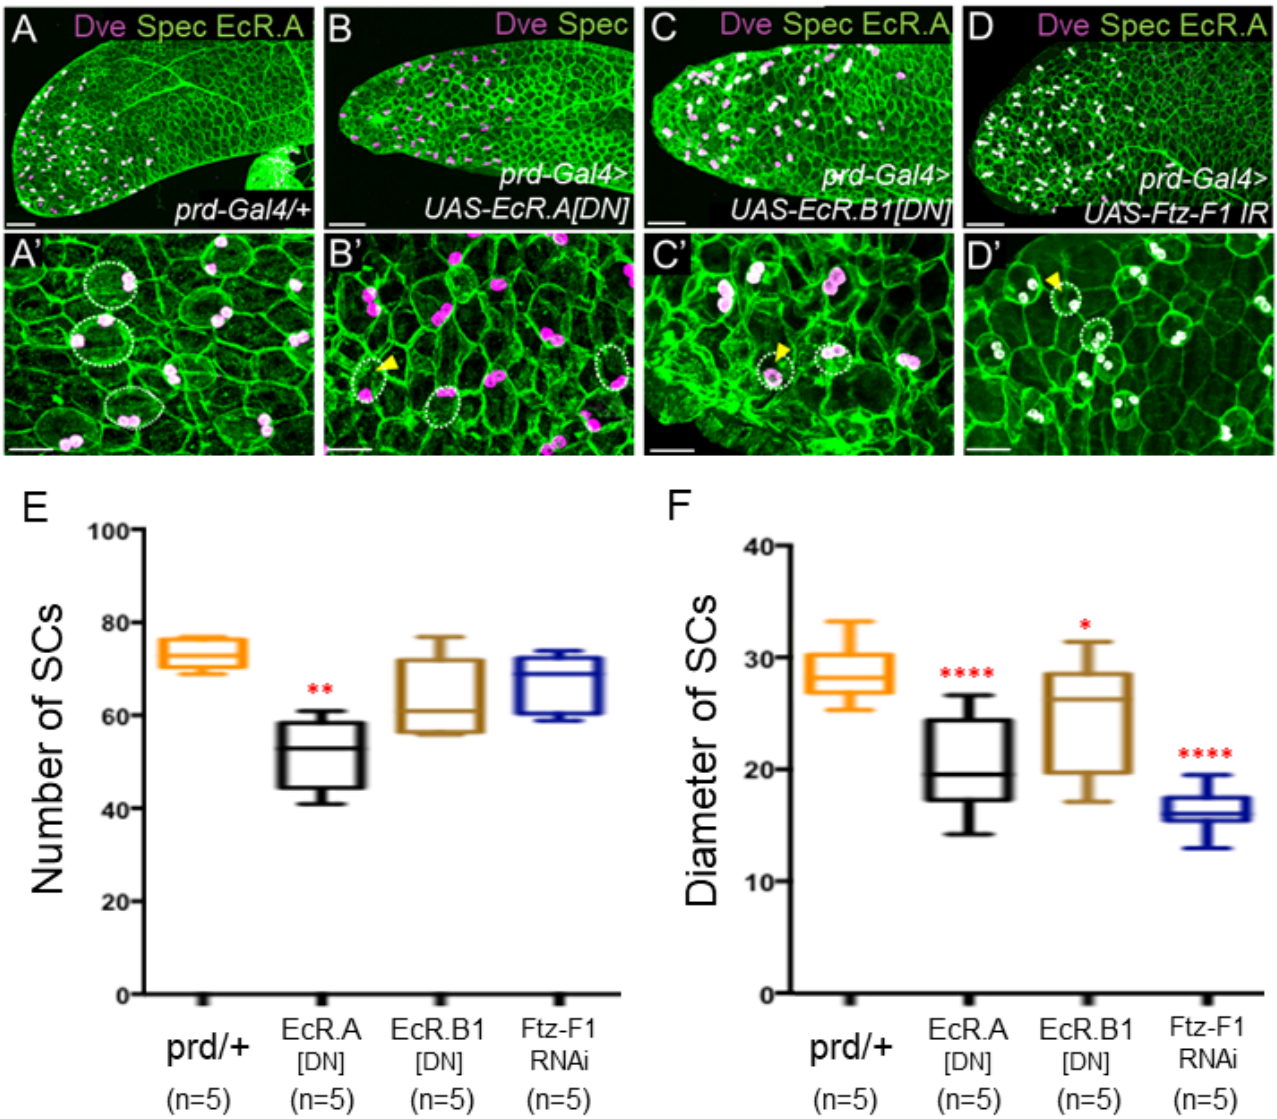 A Dve Spec EcR.A
prd-Gal4/+
B Dve Spec
prd-Gal4>
UAS-EcR.A[DN]
C Dve Spec EcR.A
prd-Gal4>
UAS-EcR.B1[DN]
D Dve Spec EcR.A
prd-Gal4>
UAS-Ftz-F1 IR
A'
B'
C'
D'
E
Number of SCs
100
80
60
40
20
0
**
prd/+
(n=5)
EcR.A
[DN]
(n=5)
EcR.B1
[DN]
(n=5)
Ftz-F1
RNAi
(n=5)
F
Diameter of SCs
40
30
20
10
0
****
*
****
prd/+
(n=5)
EcR.A
[DN]
(n=5)
EcR.B1
[DN]
(n=5)
Ftz-F1
RNAi
(n=5)